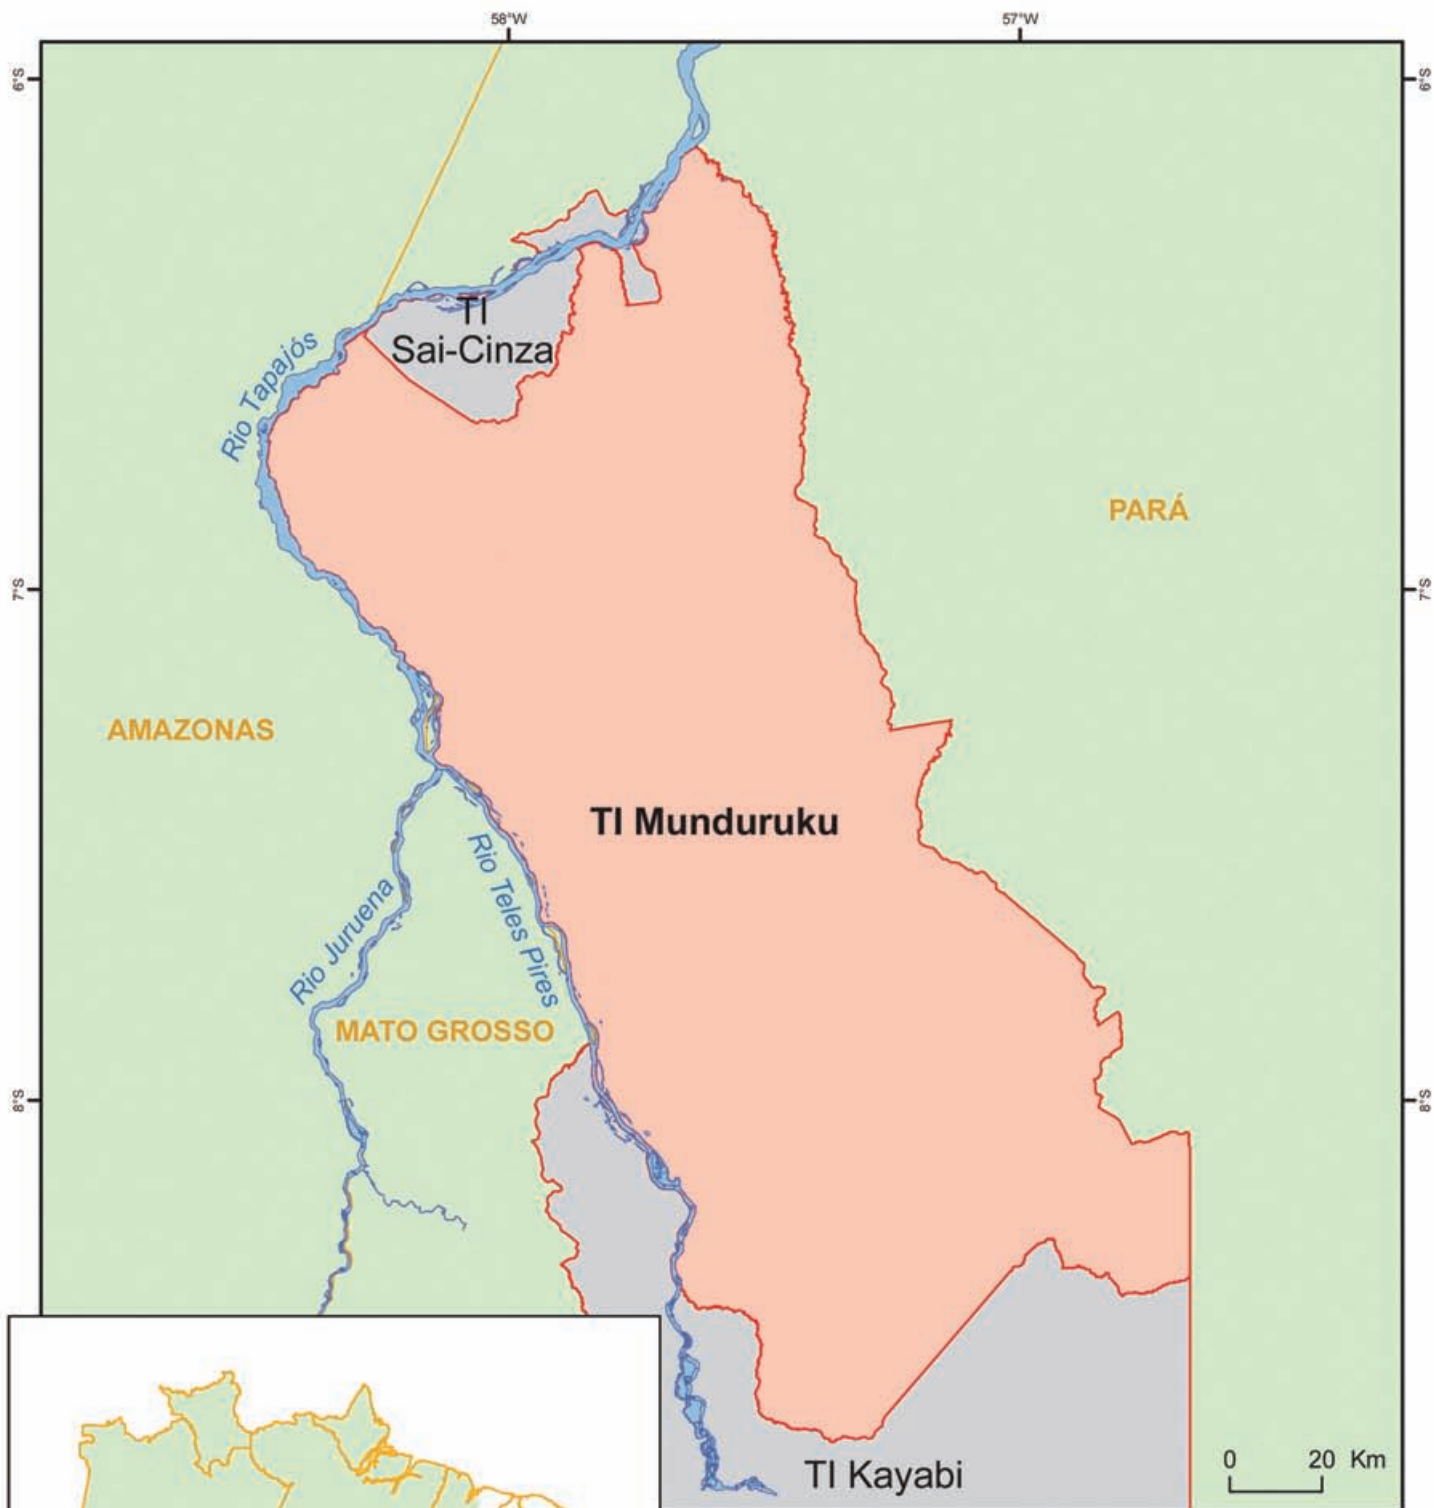 58°W
57°W
6°S
6°S
TI
Sai-Cinza
Rio Tapajós
PARÁ
7°S
7°S
AMAZONAS
TI Munduruku
Rio Teles Pires
Rio Juruena
MATO GROSSO
8°S
8°S
0 20 Km
TI Kayabi